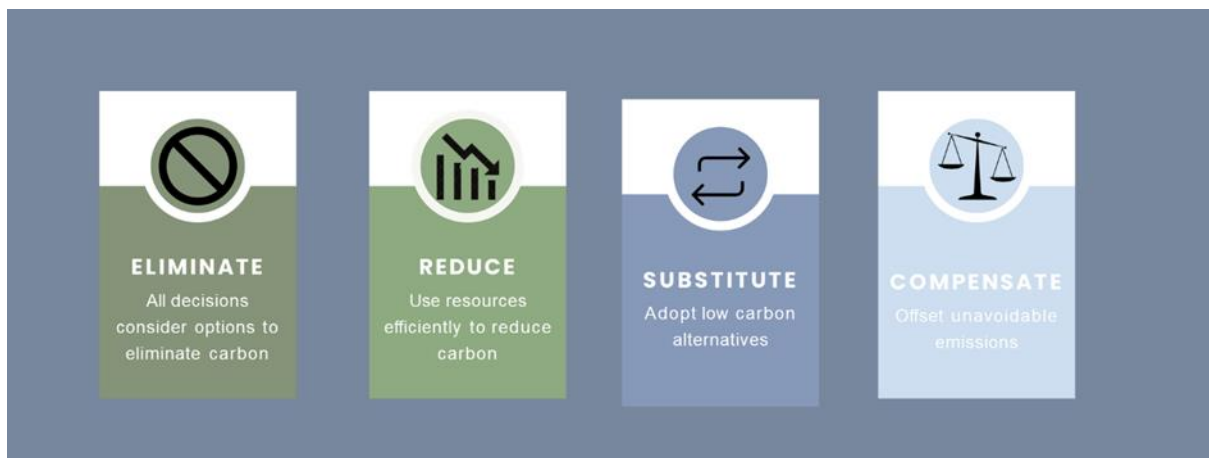 ELIMINATE
All decisions
consider options to
eliminate carbon
REDUCE
Use resources
efficiently to reduce
carbon
SUBSTITUTE
Adopt low carbon
alternatives
COMPENSATE
Offset unavoidable
emissions